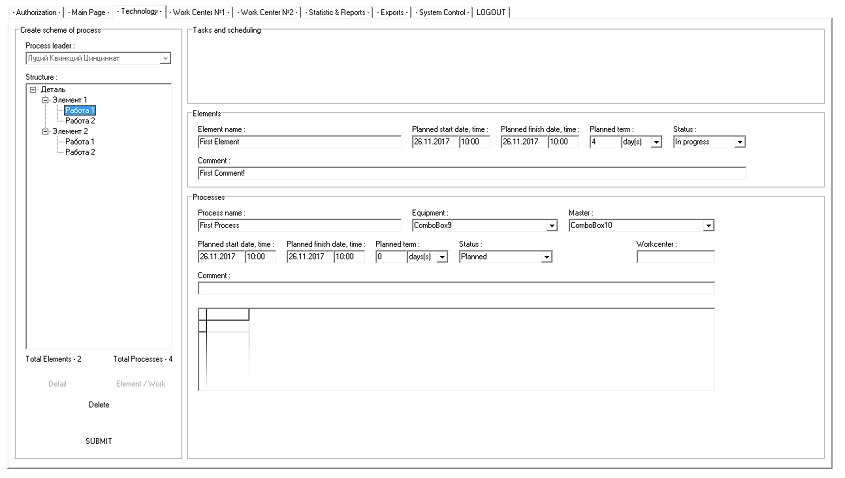 · Authorization · · Main Page · · Technology · · Work Center №1 · · Work Center №2 · · Statistic & Reports · · Exports · · System Control · LOGOUT
Create scheme of process
Process leader :
Луций Квинкций Цинциннат
Structure :
Деталь
Элемент 1
Работа 1
Работа 2
Элемент 2
Работа 1
Работа 2
Total Elements - 2 Total Processes - 4
Detail Element / Work
Delete
SUBMIT
Tasks and scheduling
Elements
Element name : Planned start date, time : Planned finish date, time : Planned term : Status :
First Element 26.11.2017 10:00 26.11.2017 10:00 4 day(s) In progress
Comment :
First Comment!
Processes
Process name : Equipment : Master :
First Process ComboBox9 ComboBox10
Planned start date, time : Planned finish date, time : Planned term : Status : Workcenter :
26.11.2017 10:00 26.11.2017 10:00 0 days(s) Planned
Comment :